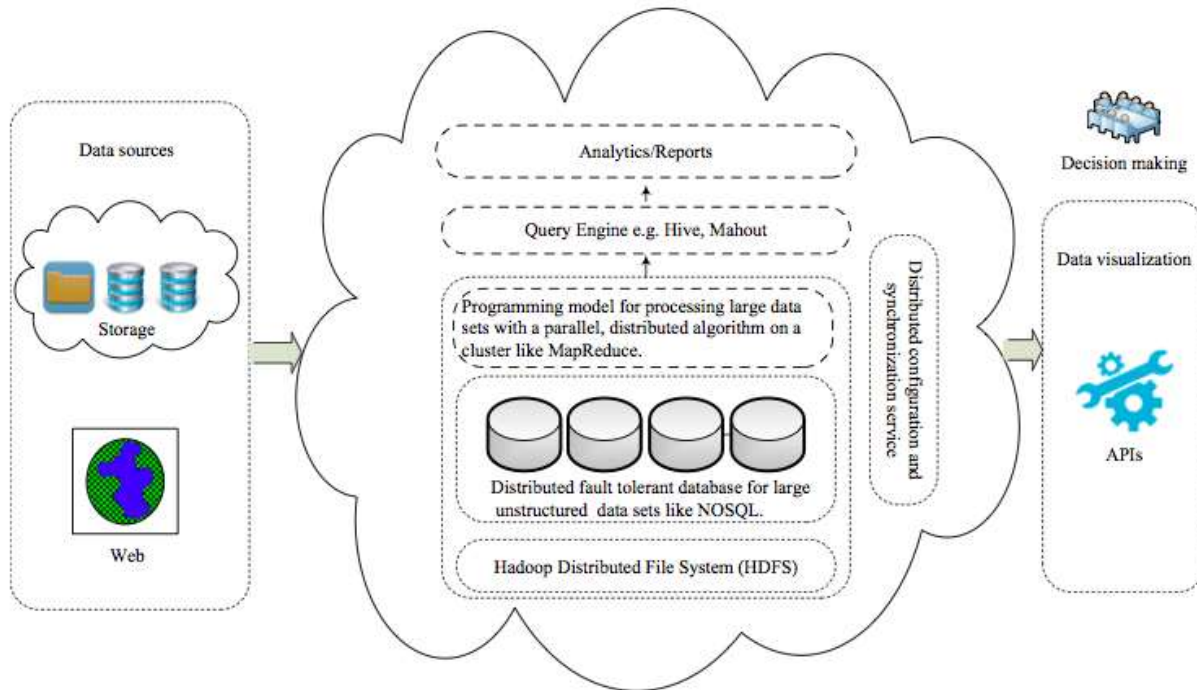 Data sources
Storage
Web
Analytics/Reports
Query Engine e.g. Hive, Mahout
Programming model for processing large data
sets with a parallel, distributed algorithm on a
cluster like MapReduce.
Distributed fault tolerant database for large
unstructured data sets like NOSQL.
Hadoop Distributed File System (HDFS)
Distributed configuration and
synchronization service
Decision making
Data visualization
APIs